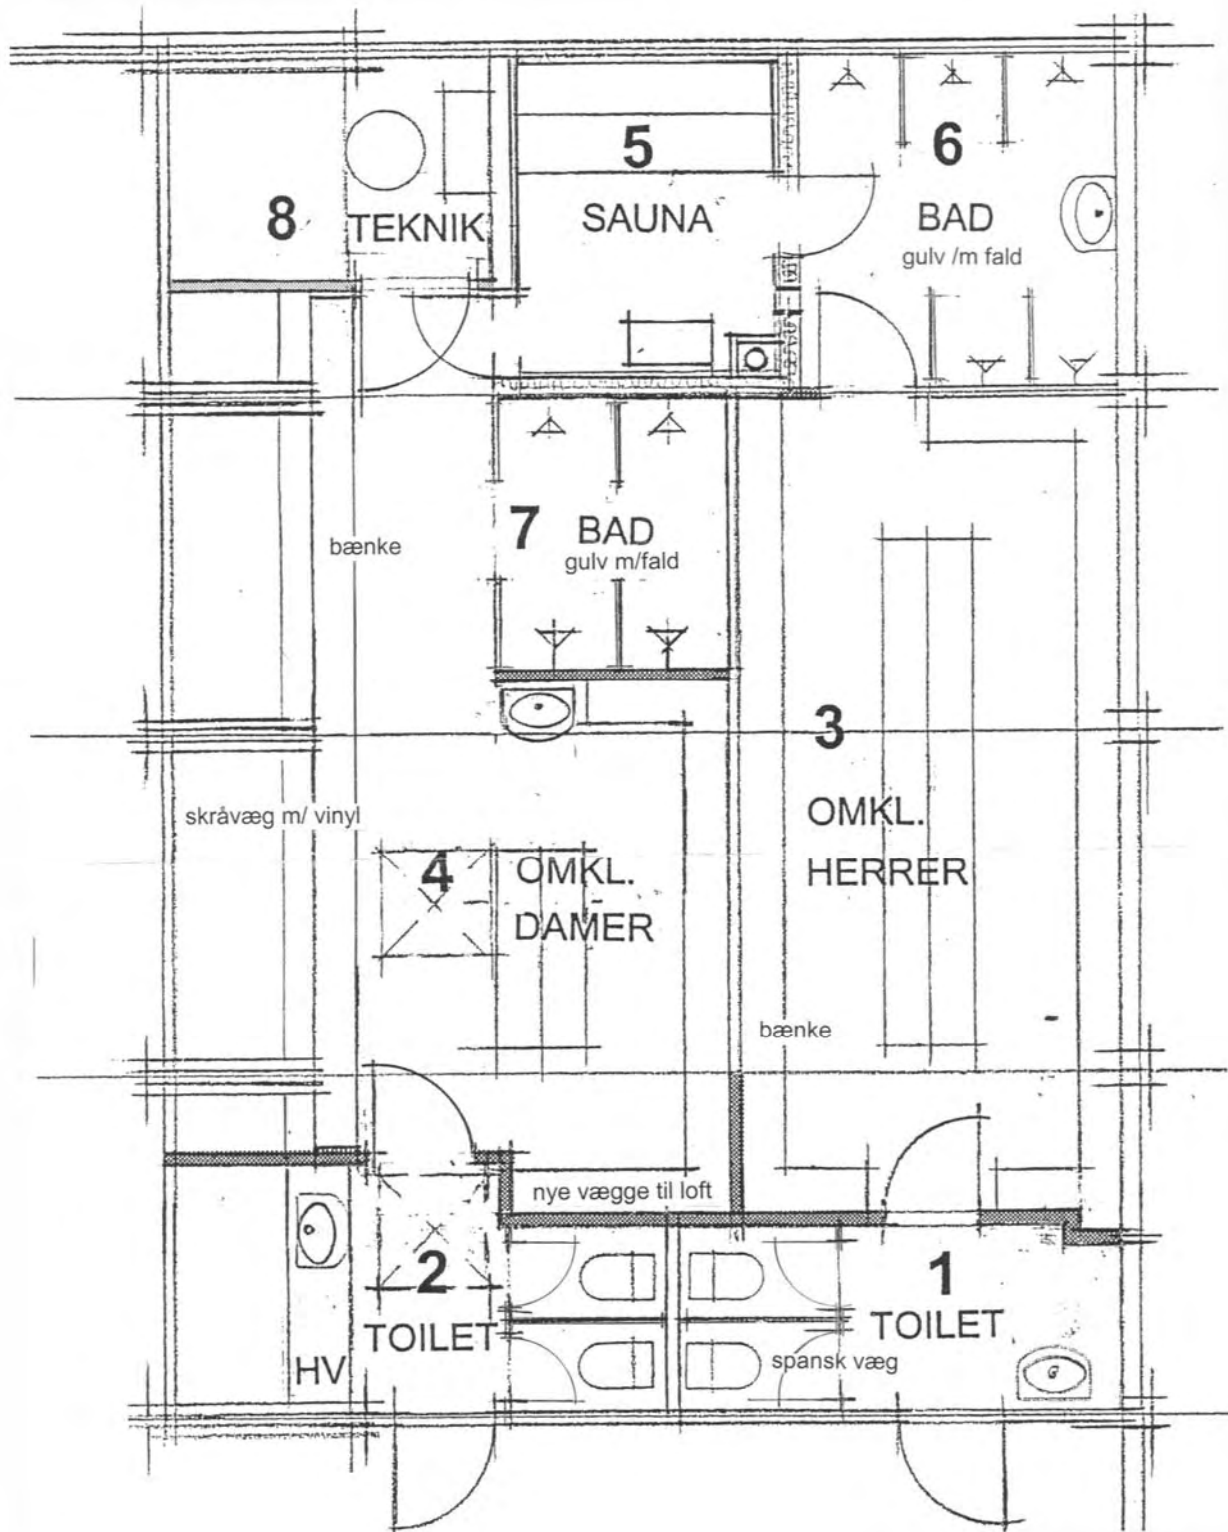 5
6
8
TEKNIK
SAUNA
BAD
gulv /m fald
7
BAD
gulv m/fald
bænke
3
OMKL.
HERRER
skråvæg m/ vinyl
4
OMKL.
DAMER
bænke
nye vægge til loft
2
TOILET
HV
1
TOILET
spansk væg